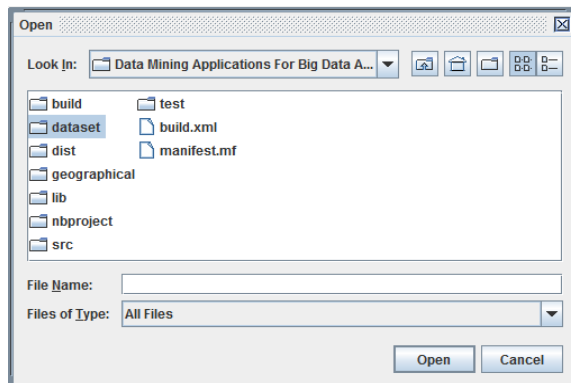 Open
Look In: Data Mining Applications For Big Data A...
build
dataset
dist
geographical
lib
nbproject
src
test
build.xml
manifest.mf
File Name:
Files of Type: All Files
Open Cancel